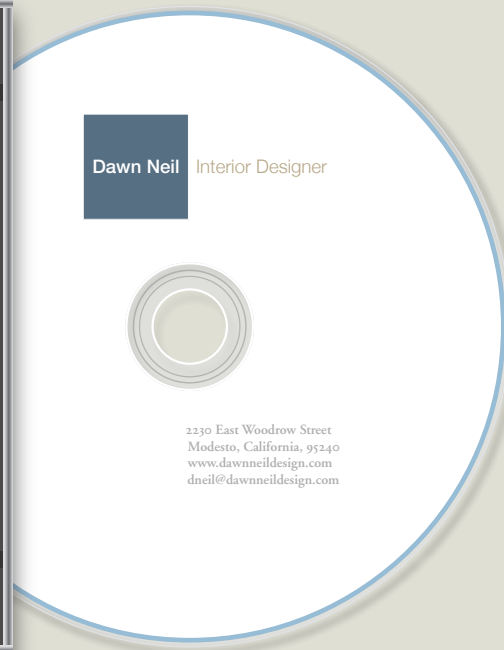 Dawn Neil Interior Designer
2230 East Woodrow Street
Modesto, California, 95240
www.dawnneildesign.com
dneil@dawnneildesign.com